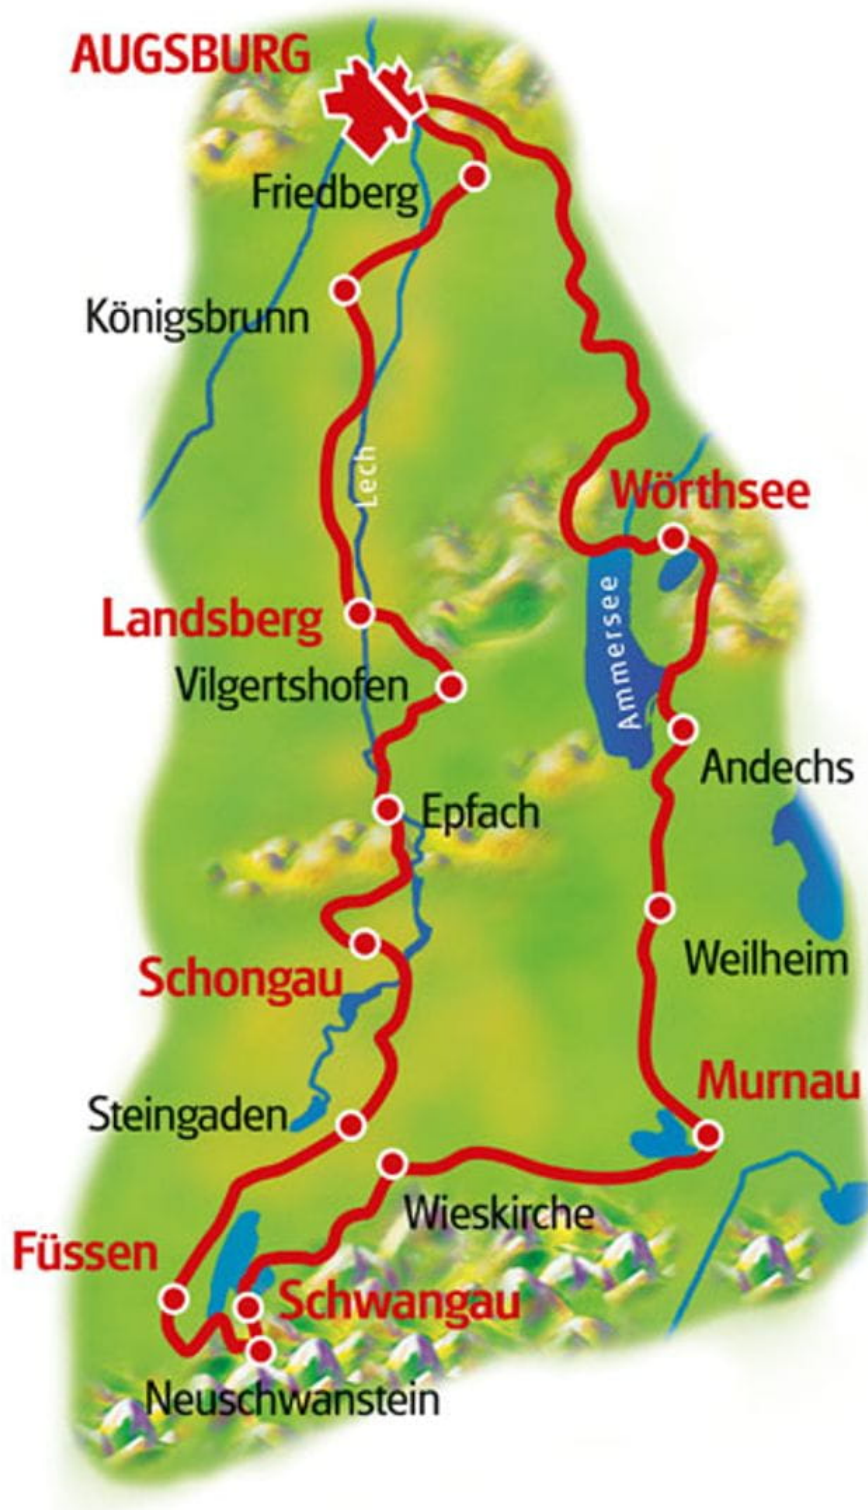 AUGSBURG
Friedberg
Königsbrunn
Lech
Wörthsee
Landsberg
Ammersee
Vilgertshofen
Andechs
Epfach
Weilheim
Schongau
Murnau
Steingaden
Wieskirche
Füssen
Schwangau
Neuschwanstein